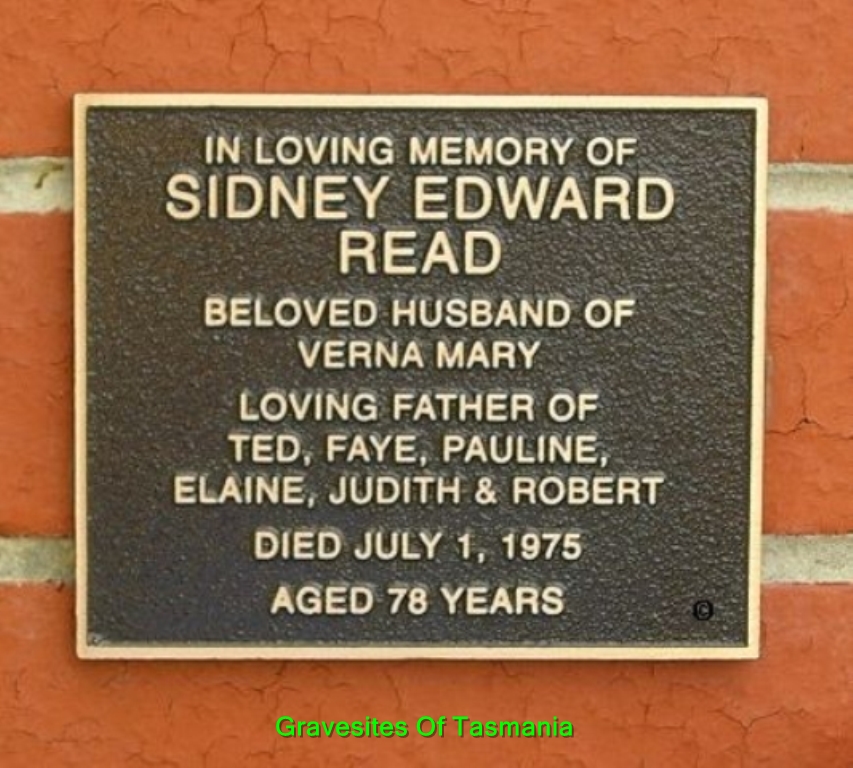 IN LOVING MEMORY OF
SIDNEY EDWARD
READ
BELOVED HUSBAND OF
VERNA MARY
LOVING FATHER OF
TED, FAYE, PAULINE,
ELAINE, JUDITH & ROBERT
DIED JULY 1, 1975
AGED 78 YEARS
©
Gravesites Of Tasmania